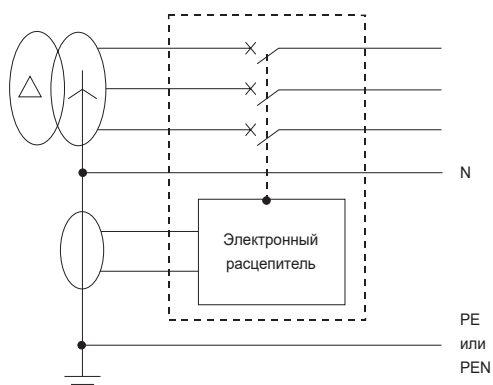 N
Электронный
расцепитель
PE
или
PEN